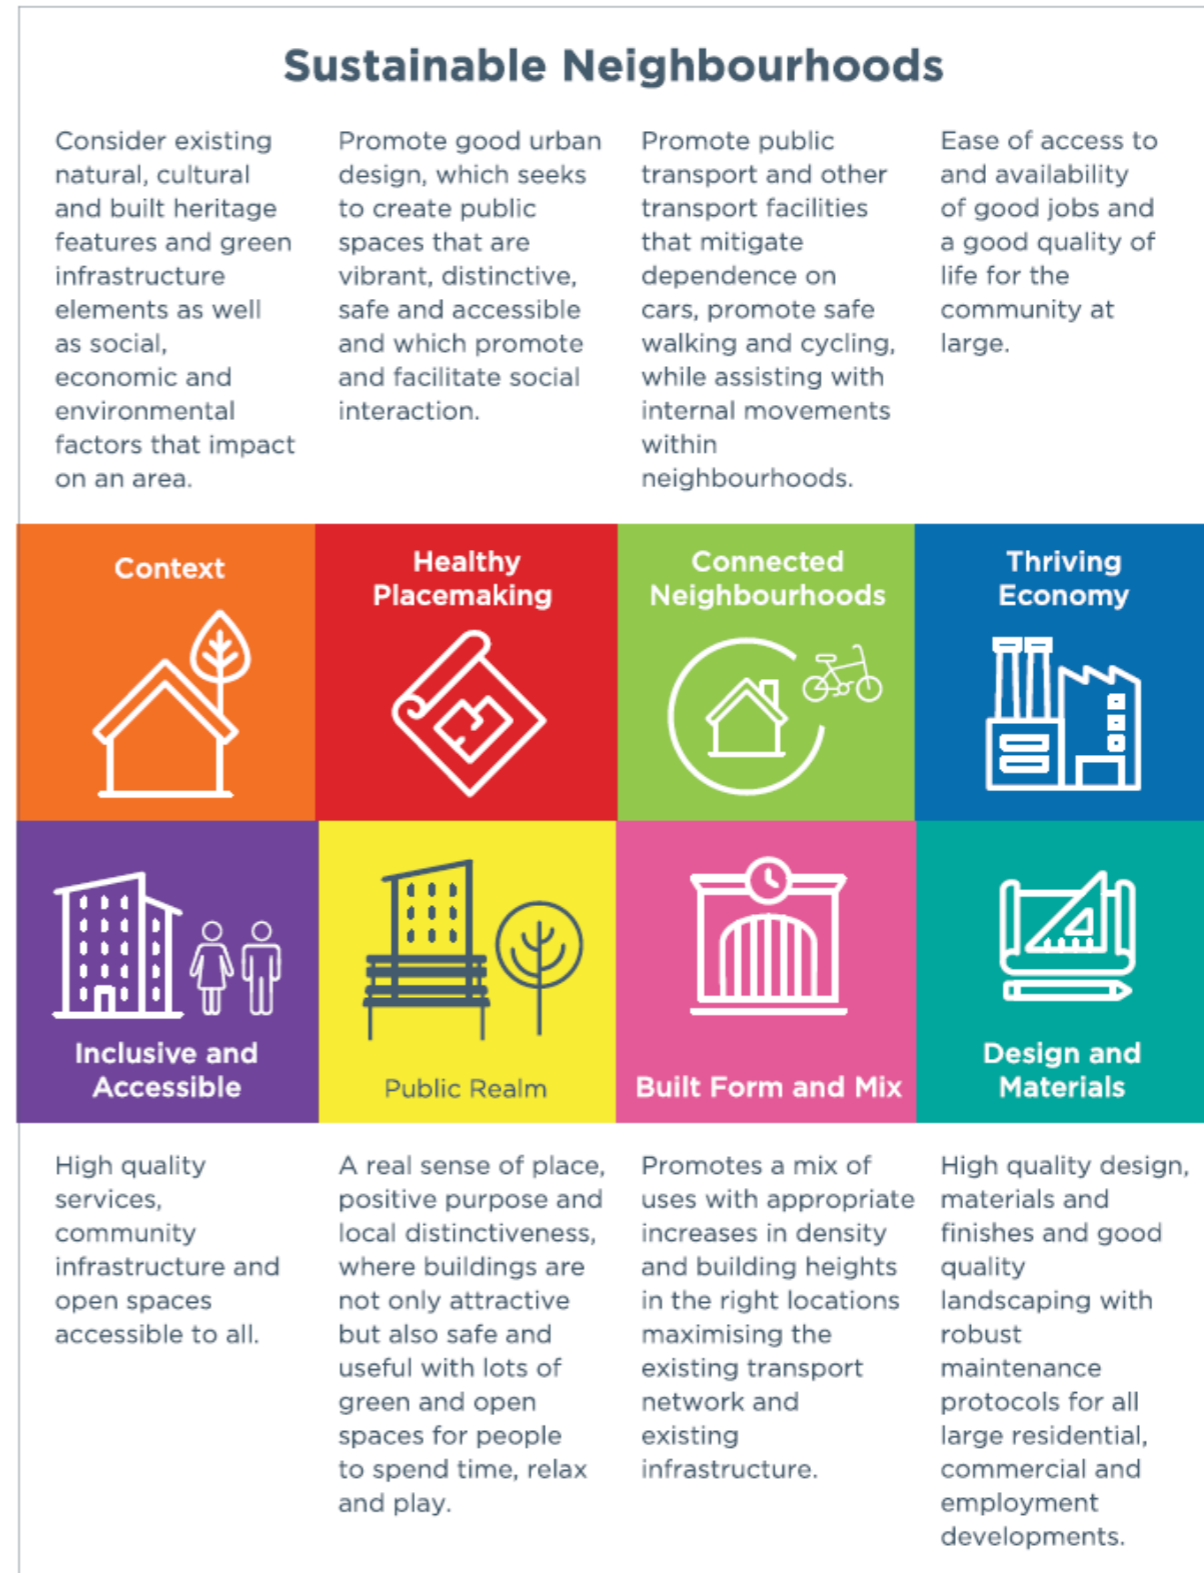 Sustainable Neighbourhoods
Consider existing
natural, cultural
and built heritage
features and green
infrastructure
elements as well
as social,
economic and
environmental
factors that impact
on an area.
Promote good urban
design, which seeks
to create public
spaces that are
vibrant, distinctive,
safe and accessible
and which promote
and facilitate social
interaction.
Promote public
transport and other
transport facilities
that mitigate
dependence on
cars, promote safe
walking and cycling,
while assisting with
internal movements
within
neighbourhoods.
Ease of access to
and availability
of good jobs and
a good quality of
life for the
community at
large.
Context
Healthy
Placemaking
Connected
Neighbourhoods
Thriving
Economy
Inclusive and
Accessible
Public Realm
Built Form and Mix
Design and
Materials
High quality
services,
community
infrastructure and
open spaces
accessible to all.
A real sense of place,
positive purpose and
local distinctiveness,
where buildings are
not only attractive
but also safe and
useful with lots of
green and open
spaces for people
to spend time, relax
and play.
Promotes a mix of
uses with appropriate
increases in density
and building heights
in the right locations
maximising the
existing transport
network and
existing
infrastructure.
High quality design,
materials and
finishes and good
quality
landscaping with
robust
maintenance
protocols for all
large residential,
commercial and
employment
developments.